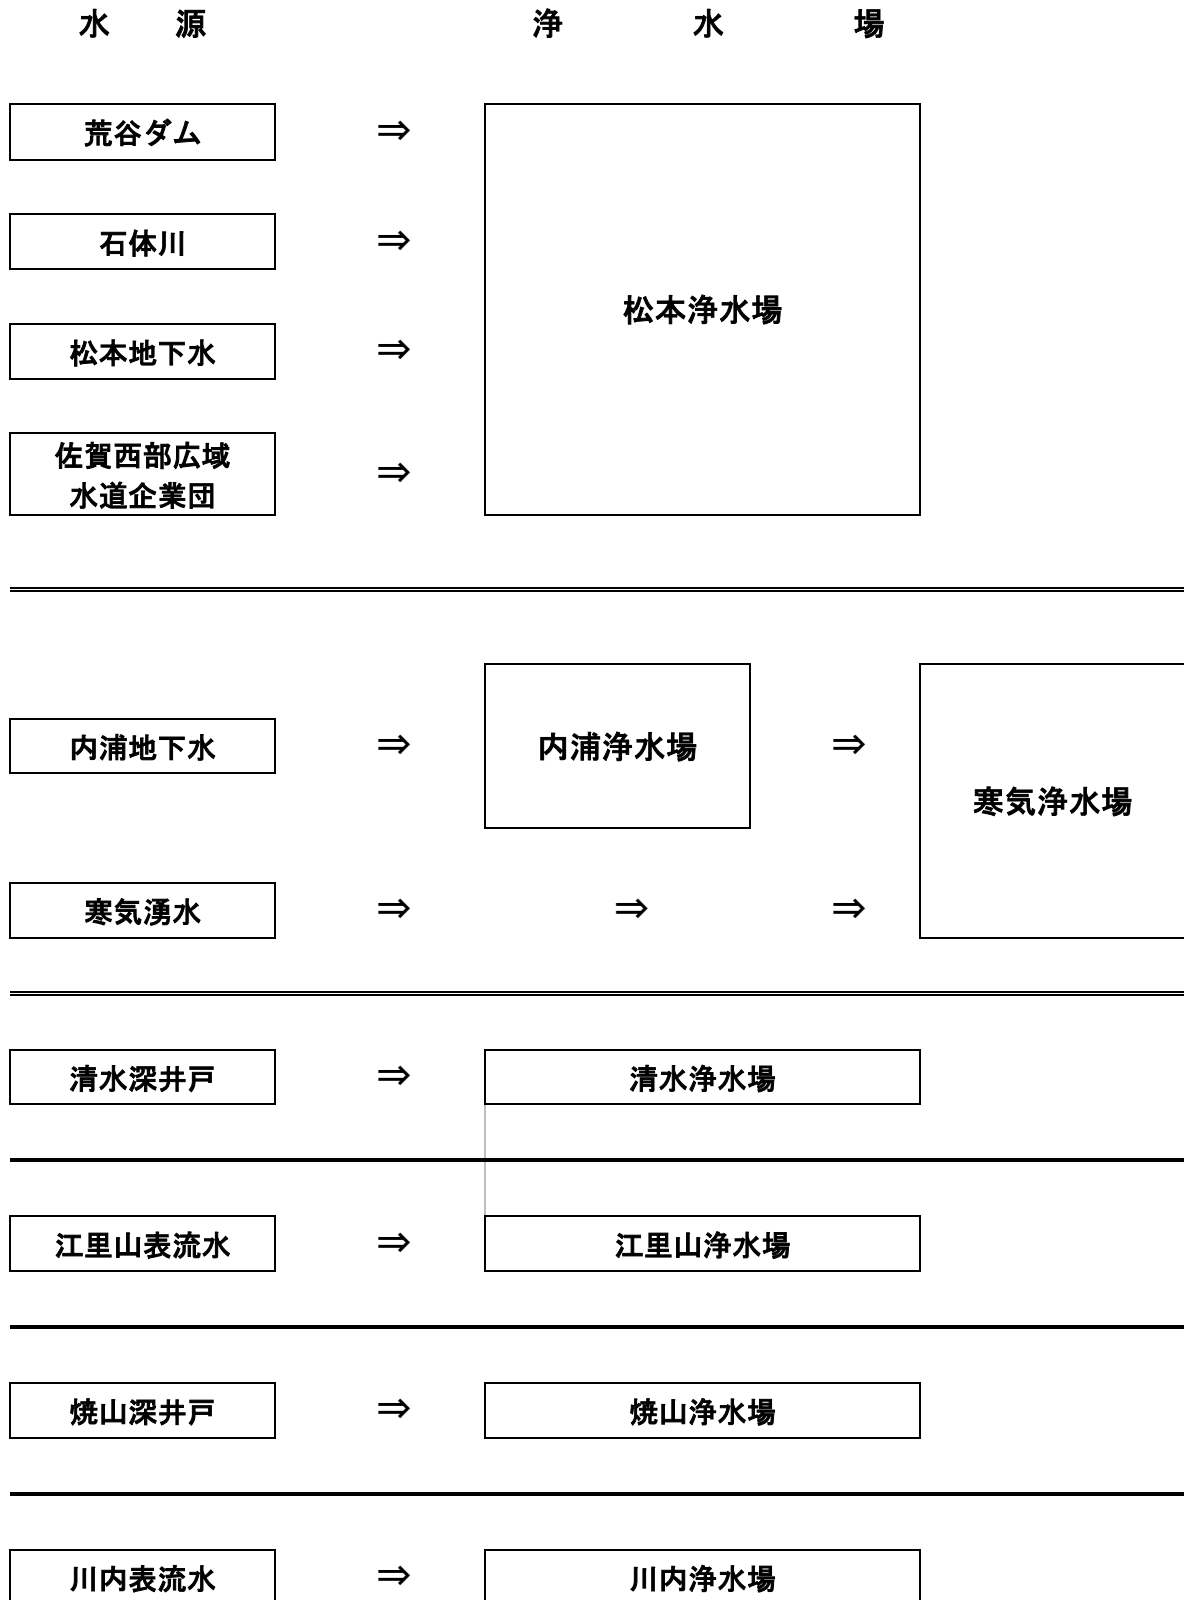 水 源 浄 水 場
荒谷ダム ⇒
石体川 ⇒
松本浄水場
松本地下水 ⇒
佐賀西部広域
水道企業団 ⇒
内浦地下水 ⇒ 内浦浄水場 ⇒
寒気浄水場
寒気湧水 ⇒ ⇒ ⇒
清水深井戸 ⇒ 清水浄水場
江里山表流水 ⇒ 江里山浄水場
焼山深井戸 ⇒ 焼山浄水場
川内表流水 ⇒ 川内浄水場